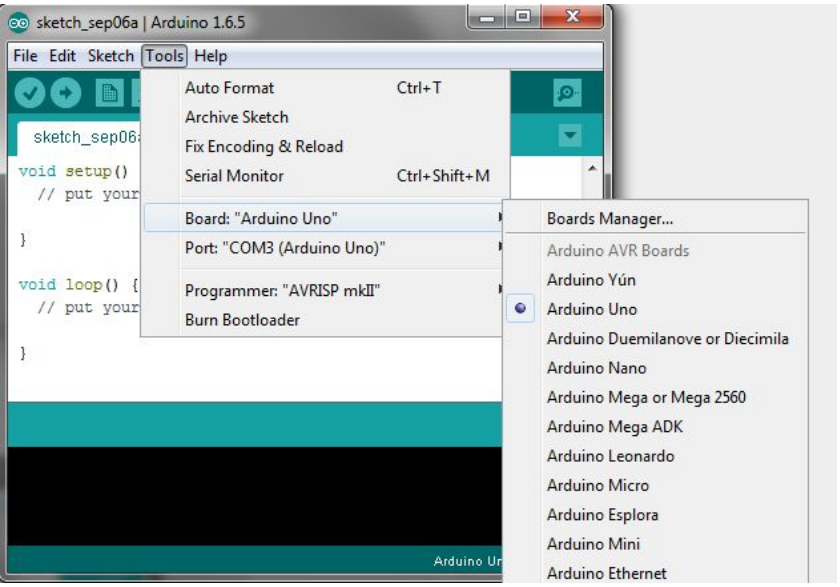 sketch_sep06a | Arduino 1.6.5
File Edit Sketch Tools Help
sketch_sep06a
void setup()
// put your
}
void loop() {
// put your
}
Auto Format Ctrl+T
Archive Sketch
Fix Encoding & Reload
Serial Monitor Ctrl+Shift+M
Board: "Arduino Uno"
Port: "COM3 (Arduino Uno)"
Programmer: "AVRISP mkII"
Burn Bootloader
Boards Manager...
Arduino AVR Boards
Arduino Yún
Arduino Uno
Arduino Duemilanove or Diecimila
Arduino Nano
Arduino Mega or Mega 2560
Arduino Mega ADK
Arduino Leonardo
Arduino Micro
Arduino Esplora
Arduino Mini
Arduino Ethernet
Arduino Un